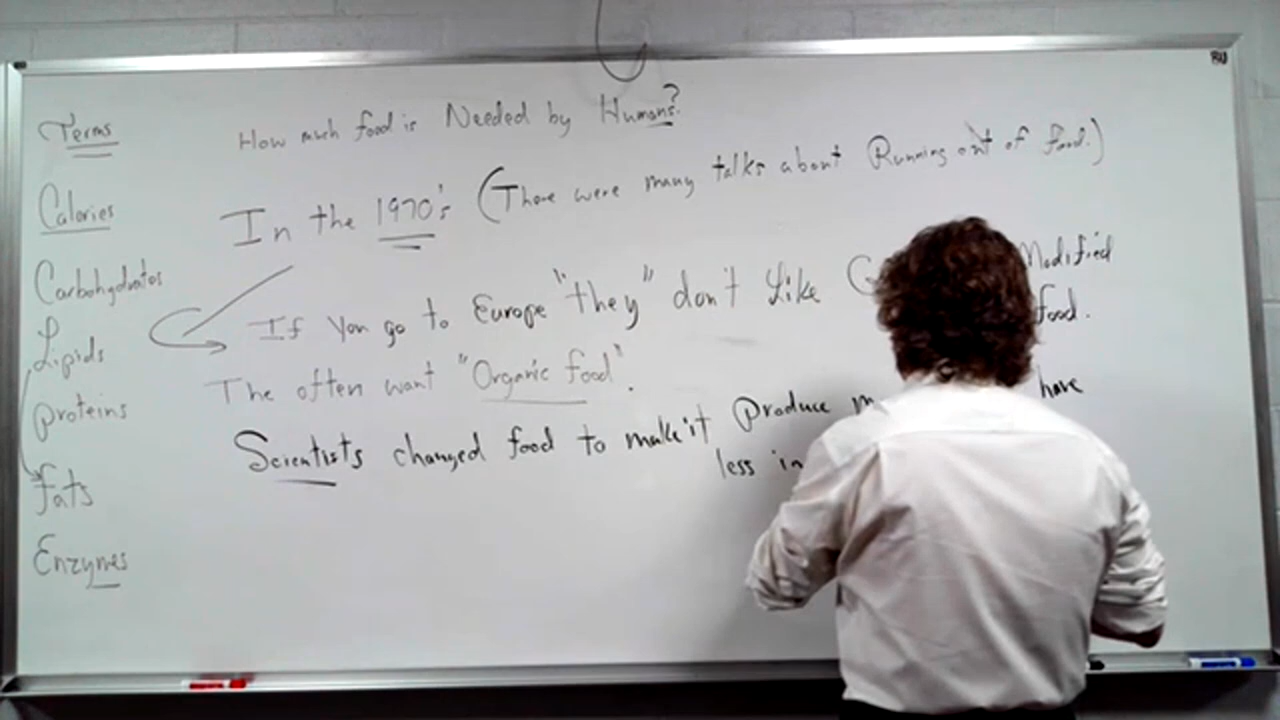 BU
Terms
Calories
Carbohydrates
Lipids
Proteins
Fats
Enzymes
How much food is Needed by Humans?
In the 1970's (There were many talks about Running out of food.)
If you go to Europe "they" don't like Modified
food.
The often want "Organic food".
Scientists changed food to make it Produce have
less